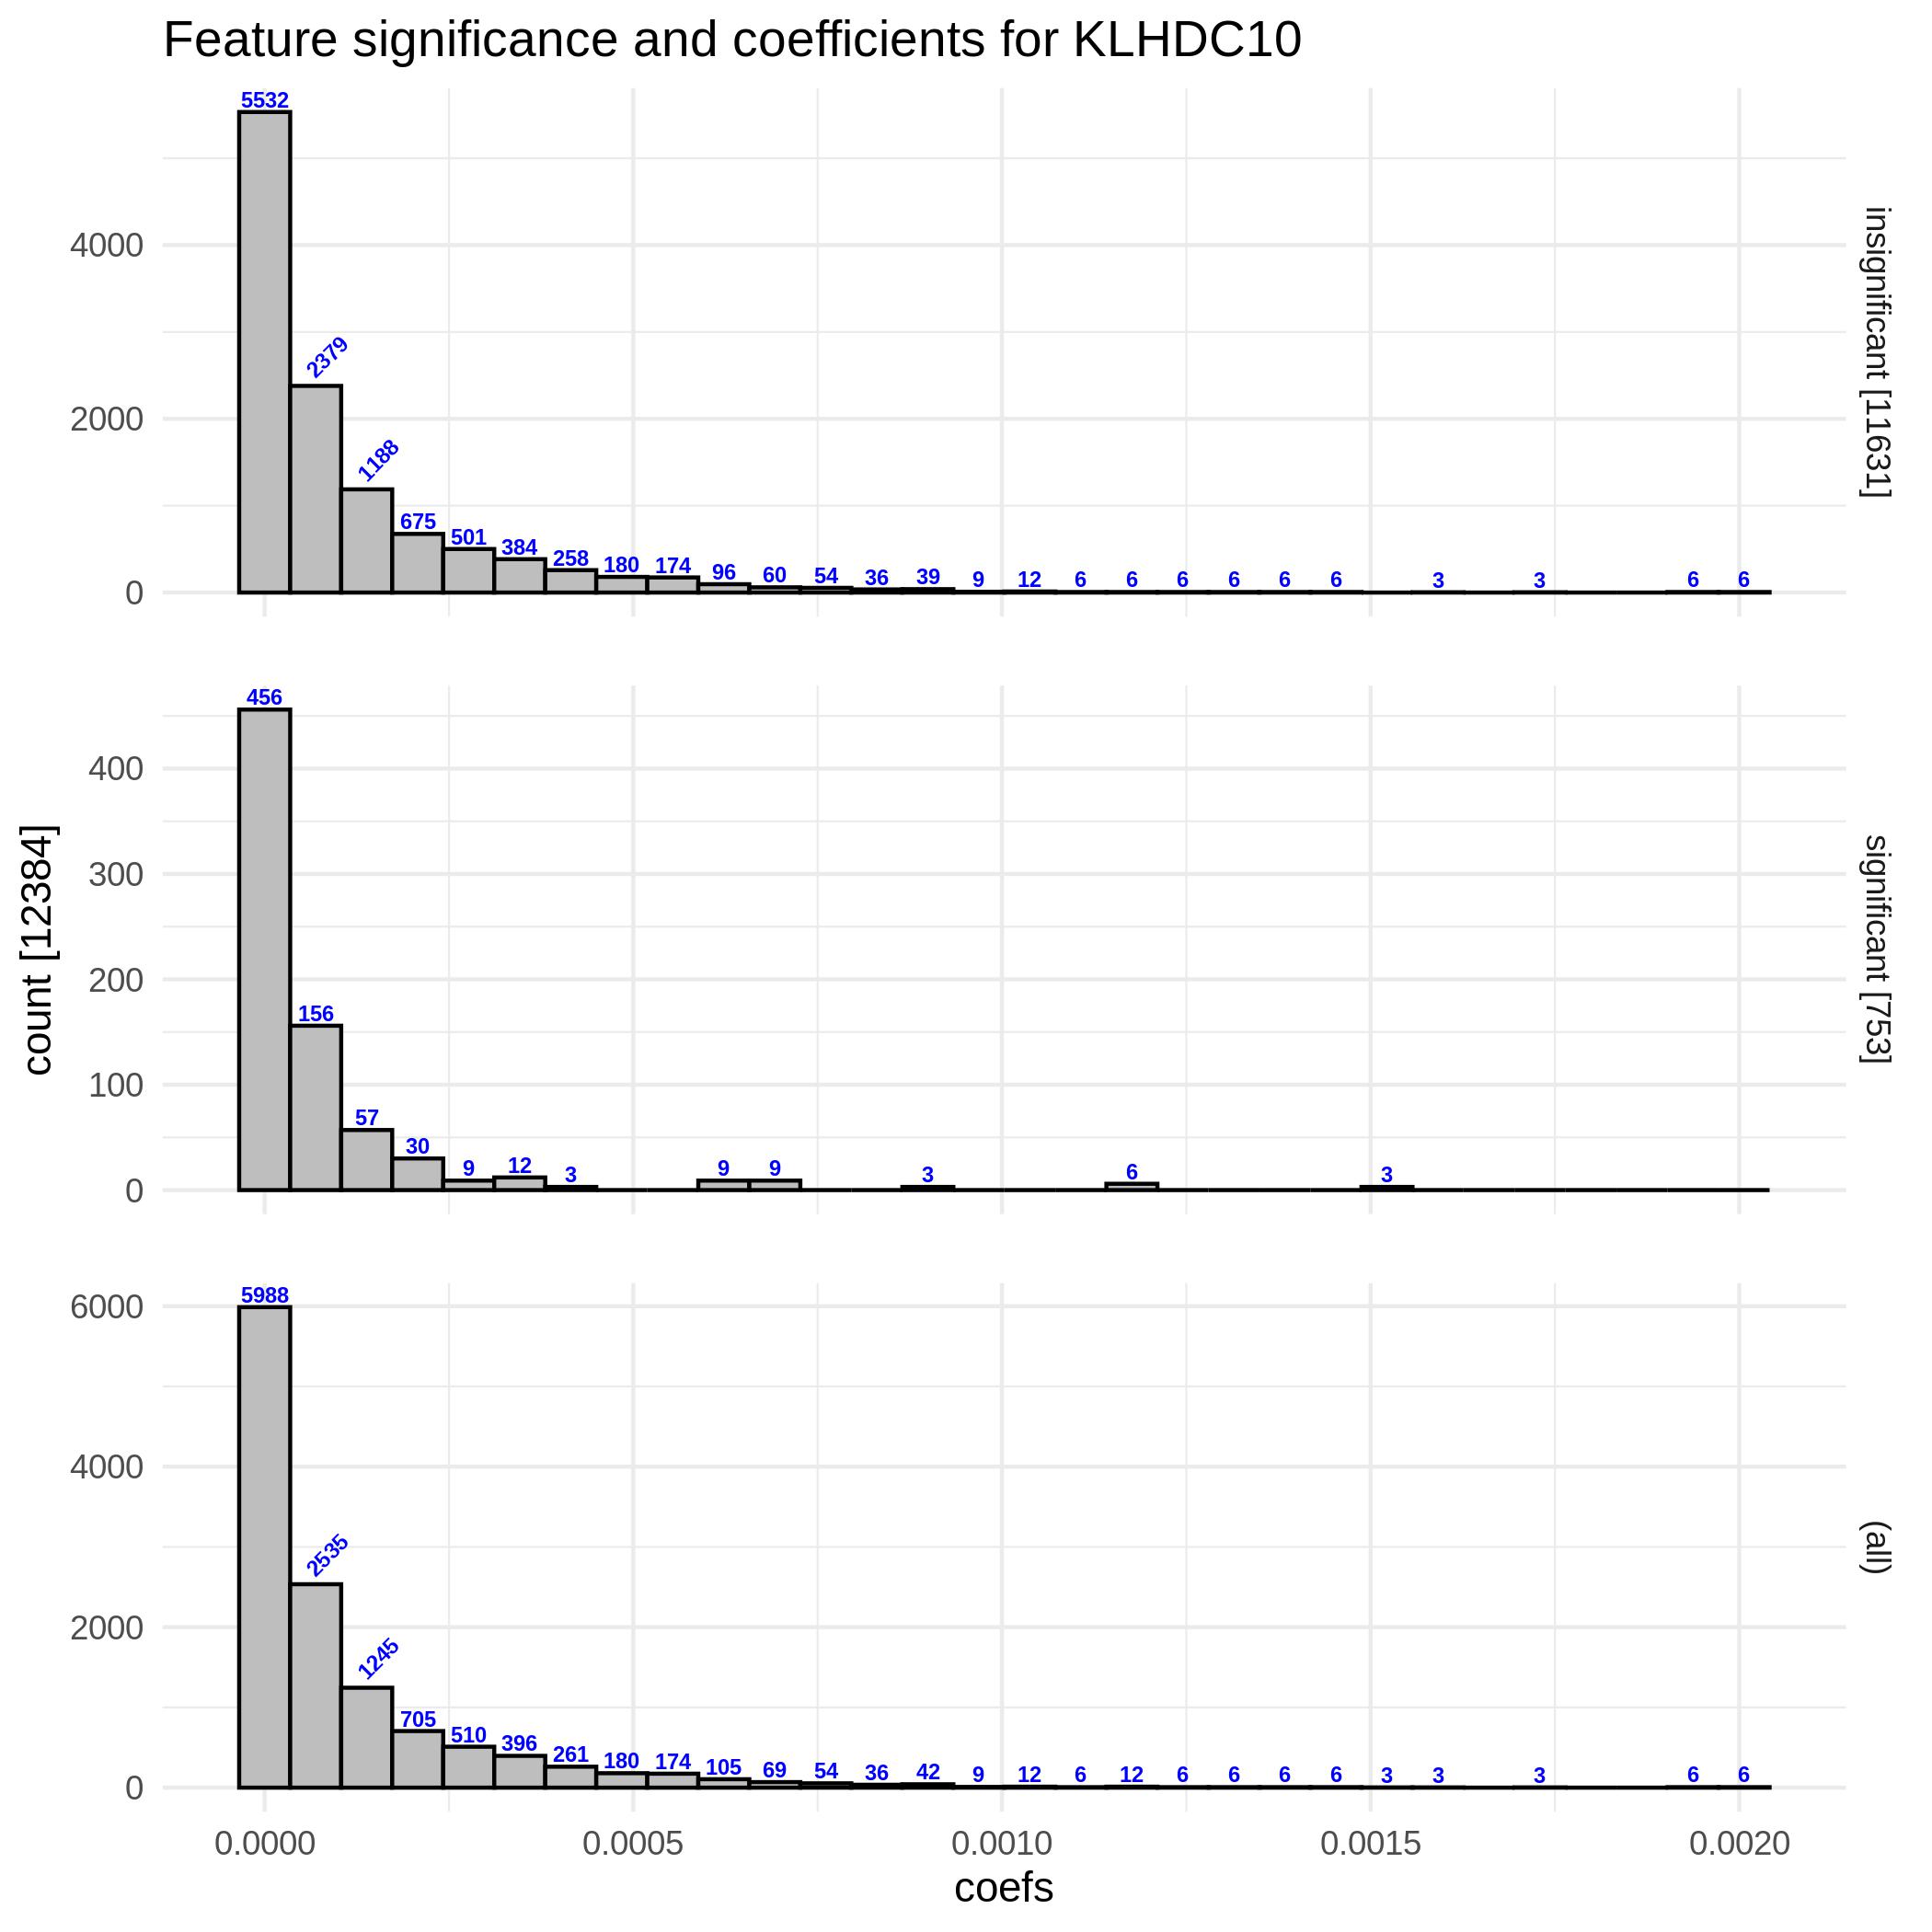 Feature significance and coefficients for KLHDC10
5532
2379
1188
675 501 384 258 180 174 96 60 54 36 39 9 12 6 6 6 6 6 6 3 3 6 6
4000
2000
0
insignificant [11631]
456
156
57
30
9 12 3 9 9 3 6 3
400
300
200
100
0
significant [753]
count [12384]
5988
2535
1245
705 510 396 261 180 174 105 69 54 36 42 9 12 6 12 6 6 6 6 3 3 3 6 6
6000
4000
2000
0
(all)
0.0000 0.0005 0.0010 0.0015 0.0020
coefs